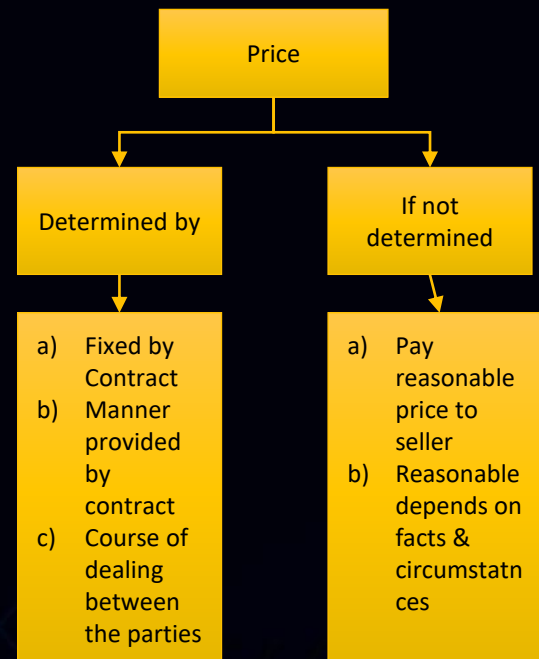 Price
Determined by
If not
determined
a) Fixed by
Contract
b) Manner
provided
by
contract
c) Course of
dealing
between
the parties
a) Pay
reasonable
price to
seller
b) Reasonable
depends on
facts &
circumstatn
ces